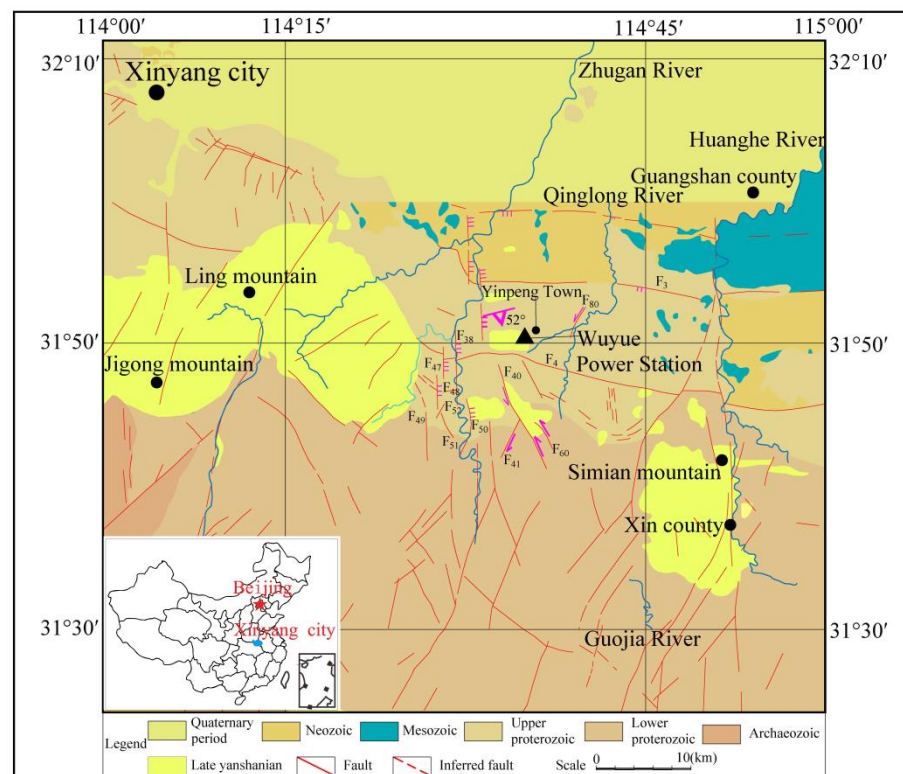 114°00′ 114°15′ 114°45′ 115°00′
32°10′ 32°10′
Xinyang city
Zhugan River
Huanghe River
Guangshan county
Qinglong River
Ling mountain
F3
Yinpeng Town
F80
52°
Wuyue
Power Station
31°50′ 31°50′
F38
F4
Jigong mountain
F47
F40
F48
F52
F49
F50
F51
F41
F60
Simian mountain
Xin county
Beijing
Xinyang city
31°30′ 31°30′
Guojia River
Legend
Quaternary
period
Neozoic
Mesozoic
Upper
proterozoic
Lower
proterozoic
Archaeozoic
Late yanshanian
Fault
Inferred fault
Scale 0 10(km)